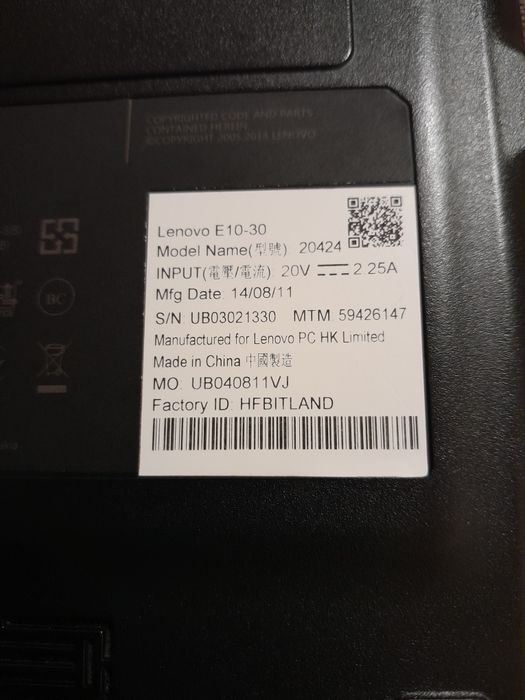 COPYRIGHTED CODE AND PARTS
CONTAINED HEREIN
©COPYRIGHT 2005,2014 LENOVO
BC
Lenovo E10-30
Model Name(型號) 20424
INPUT(電壓/電流) 20V 2.25A
Mfg Date: 14/08/11
S/N: UB03021330 MTM: 59426147
Manufactured for Lenovo PC HK Limited
Made in China 中國製造
MO: UB040811VJ
Factory ID: HFBITLAND